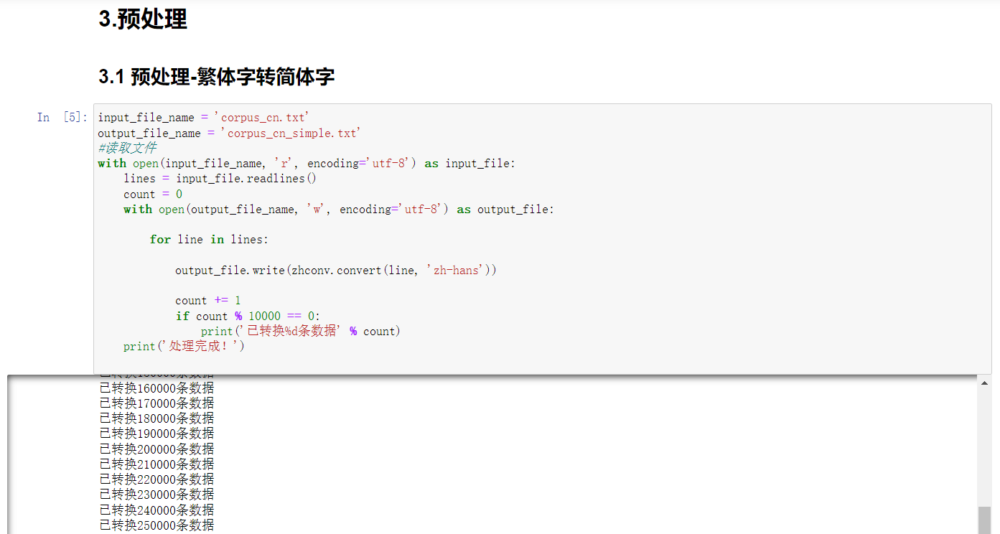 3.预处理
3.1 预处理-繁体字转简体字
In [5]:
input_file_name = 'corpus_cn.txt'
output_file_name = 'corpus_cn_simple.txt'
#读取文件
with open(input_file_name, 'r', encoding='utf-8') as input_file:
    lines = input_file.readlines()
    count = 0
    with open(output_file_name, 'w', encoding='utf-8') as output_file:
        for line in lines:
            output_file.write(zhconv.convert(line, 'zh-hans'))
            count += 1
            if count % 10000 == 0:
                print('已转换%d条数据' % count)
    print('处理完成！')
已转换160000条数据
已转换170000条数据
已转换180000条数据
已转换190000条数据
已转换200000条数据
已转换210000条数据
已转换220000条数据
已转换230000条数据
已转换240000条数据
已转换250000条数据